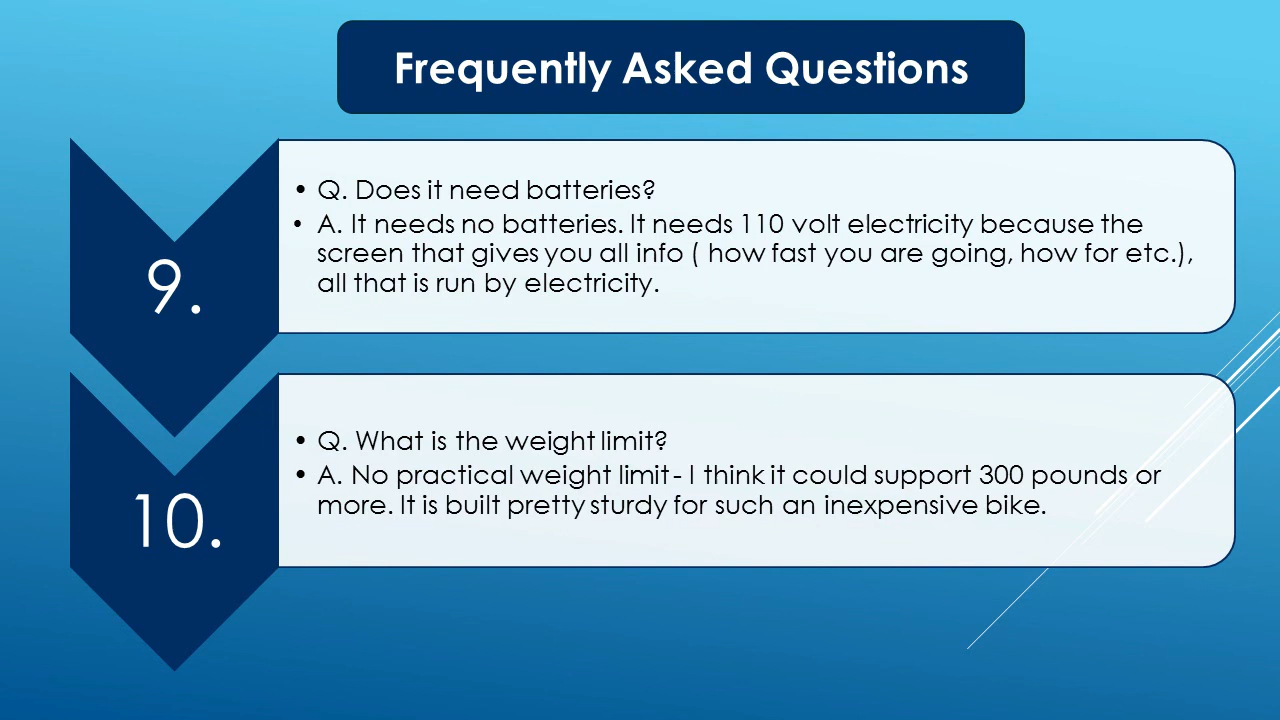 Frequently Asked Questions
9.
• Q. Does it need batteries?
• A. It needs no batteries. It needs 110 volt electricity because the
screen that gives you all info ( how fast you are going, how for etc.),
all that is run by electricity.
10.
• Q. What is the weight limit?
• A. No practical weight limit - I think it could support 300 pounds or
more. It is built pretty sturdy for such an inexpensive bike.